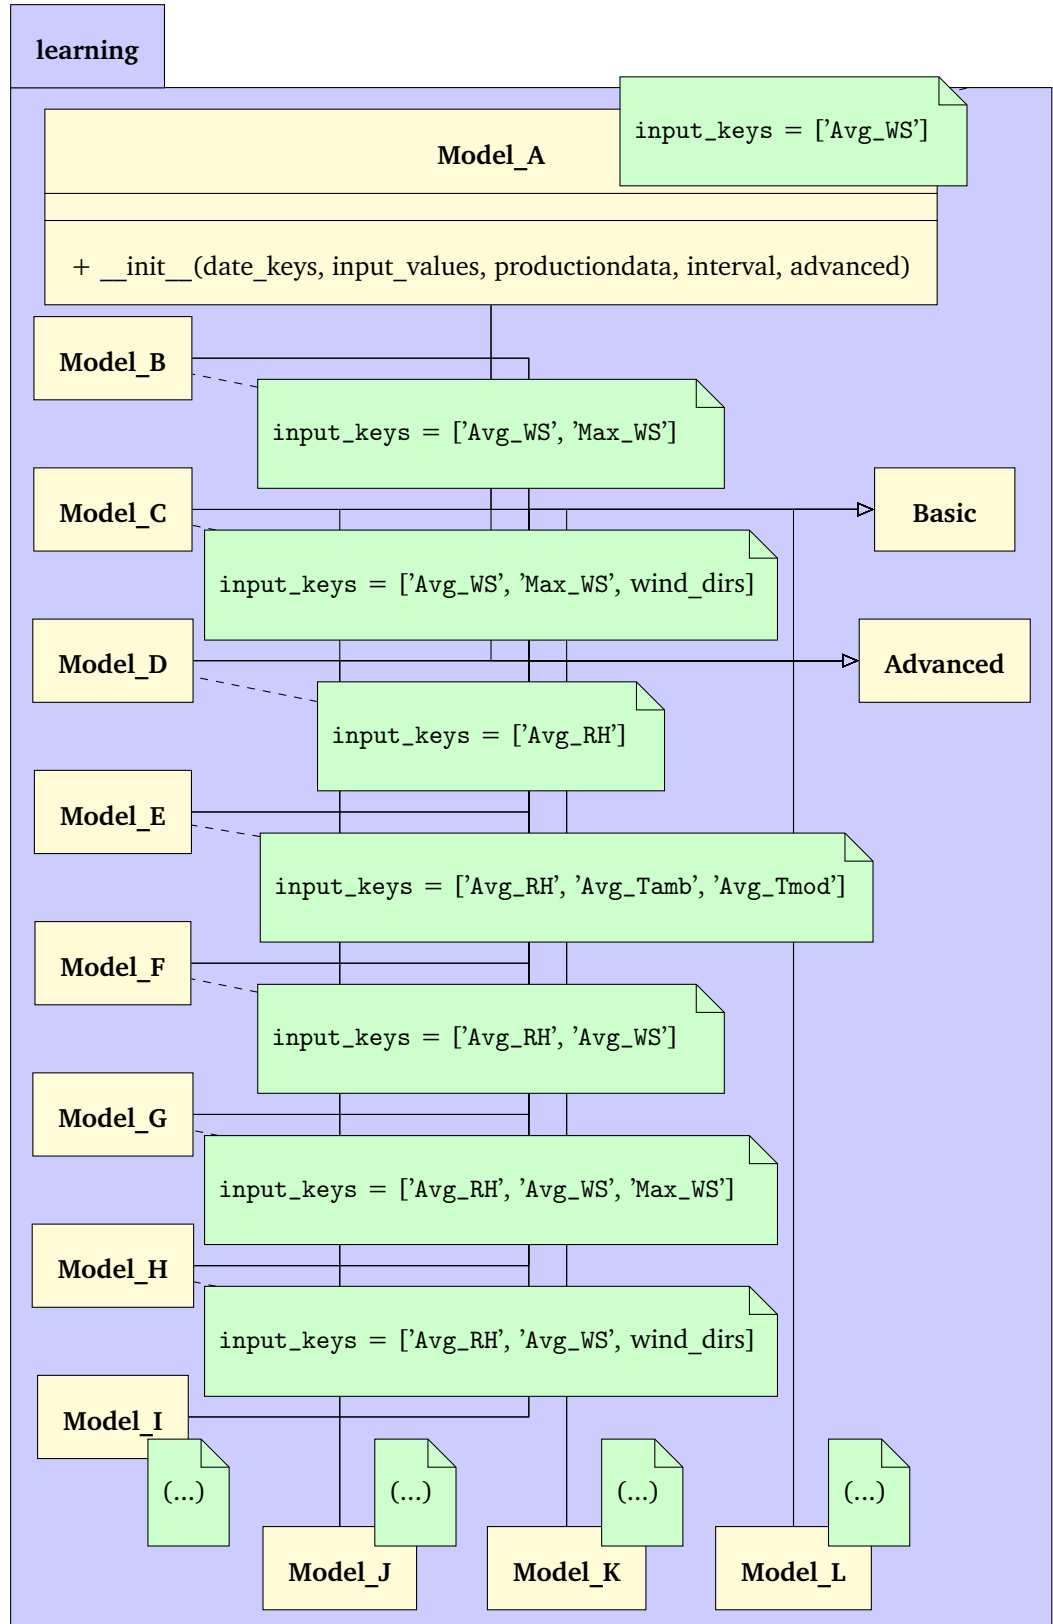 learning
input_keys = [’Avg_WS’]
Model_A
+ __init__(date_keys, input_values, productiondata, interval, advanced)
Model_B
input_keys = [’Avg_WS’, ’Max_WS’]
Model_C
Basic
input_keys = [’Avg_WS’, ’Max_WS’, wind_dirs]
Model_D
Advanced
input_keys = [’Avg_RH’]
Model_E
input_keys = [’Avg_RH’, ’Avg_Tamb’, ’Avg_Tmod’]
Model_F
input_keys = [’Avg_RH’, ’Avg_WS’]
Model_G
input_keys = [’Avg_RH’, ’Avg_WS’, ’Max_WS’]
Model_H
input_keys = [’Avg_RH’, ’Avg_WS’, wind_dirs]
Model_I
(...)
(...)
(...)
(...)
Model_J
Model_K
Model_L